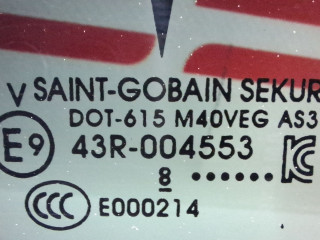 V SAINT-GOBAIN SEKUR
DOT-615 M40VEG AS3
E9 43R-004553
8 ......
CCC E000214